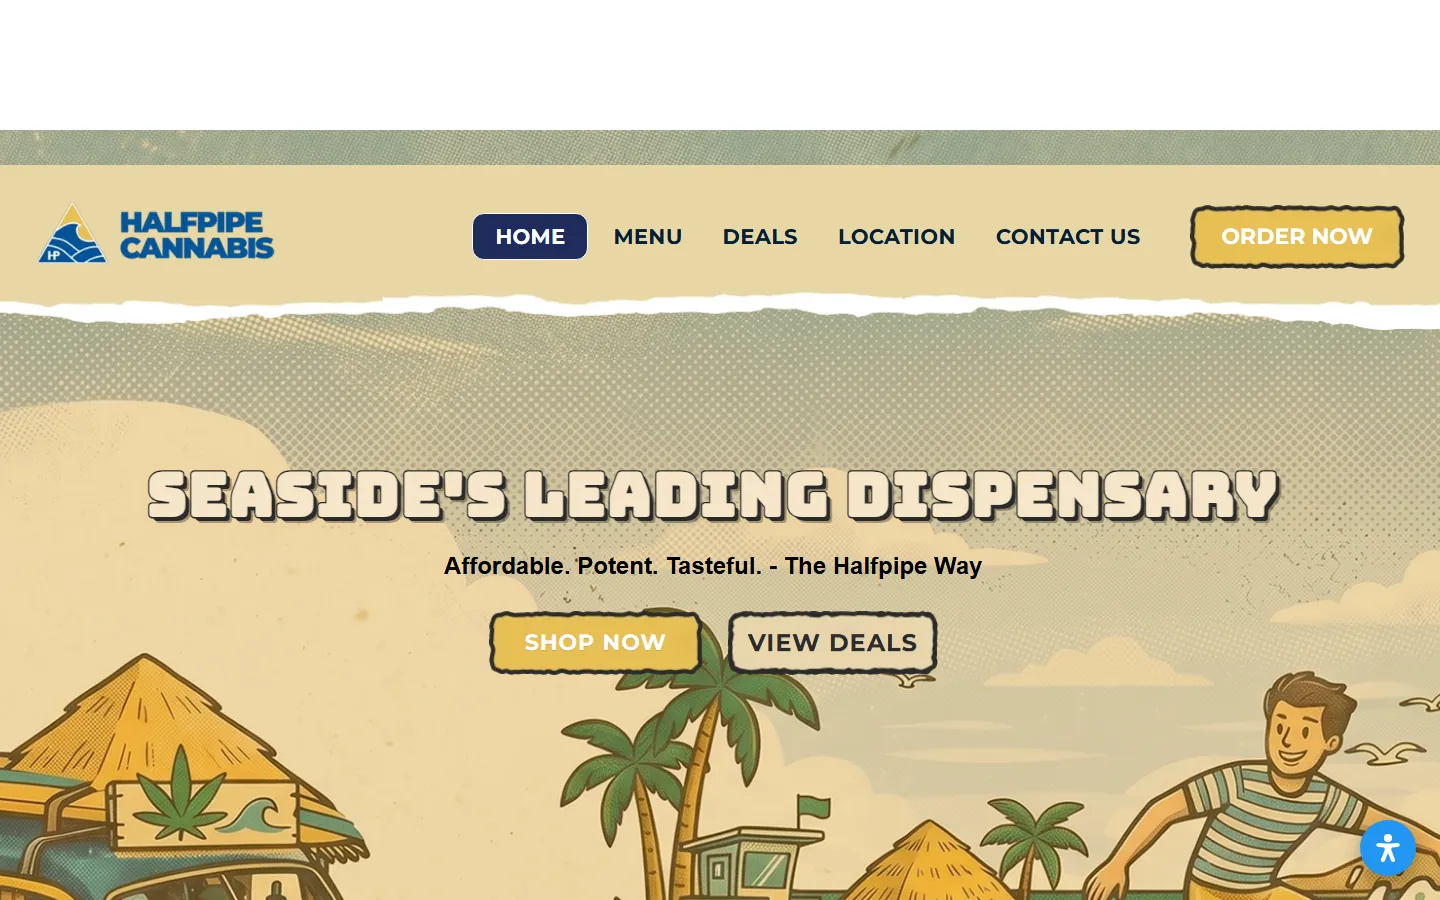 HALFPIPE
CANNABIS
HP
HOME
MENU
DEALS
LOCATION
CONTACT US
ORDER NOW
SEASIDE'S LEADING DISPENSARY
Affordable. Potent. Tasteful. - The Halfpipe Way
SHOP NOW
VIEW DEALS